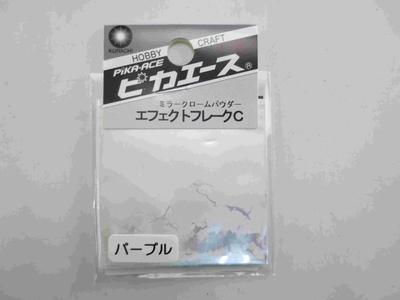 KURACHI
HOBBY CRAFT
PiKA-ACE
ピカエース®
ミラークロームパウダー
エフェクトフレークC
パープル